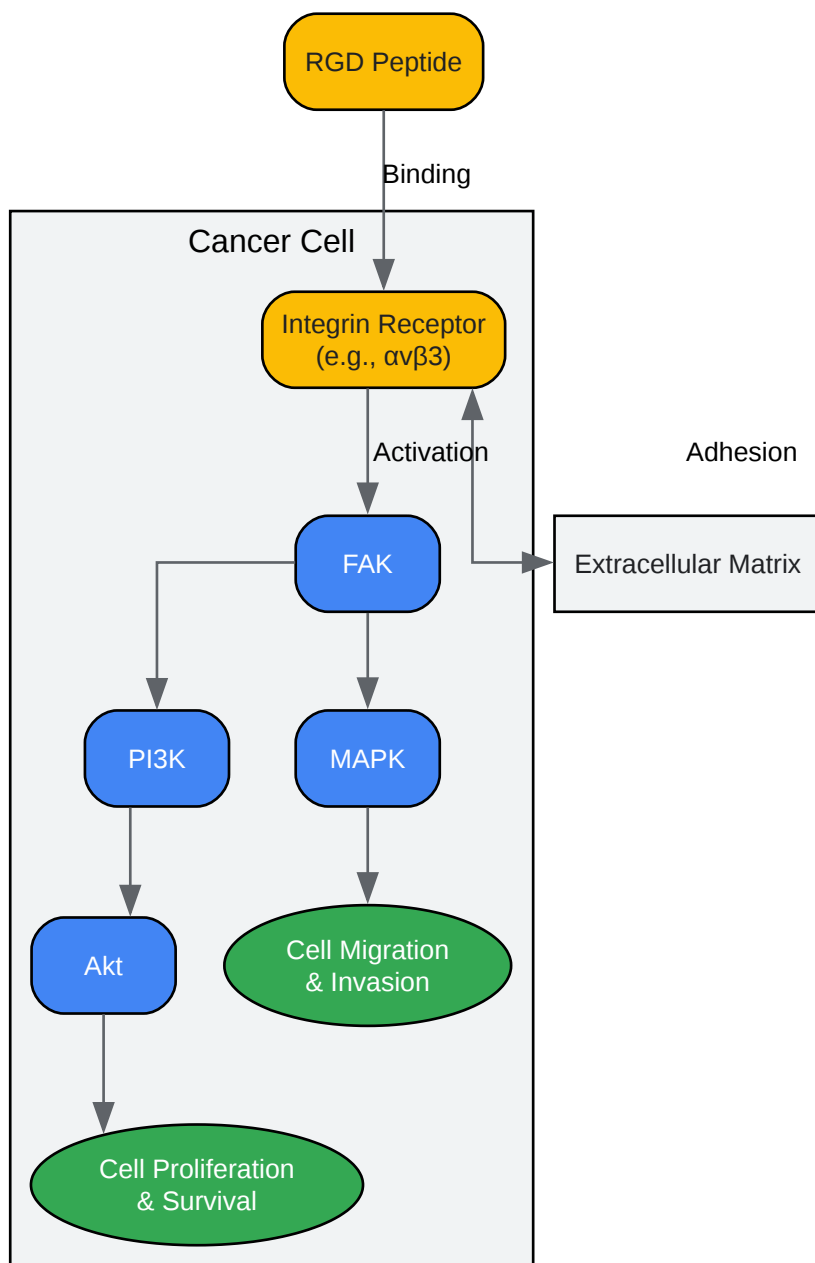 RGD Peptide
Binding
Cancer Cell
Integrin Receptor
(e.g., αvβ3)
Activation
Adhesion
FAK
Extracellular Matrix
PI3K
MAPK
Akt
Cell Migration
& Invasion
Cell Proliferation
& Survival